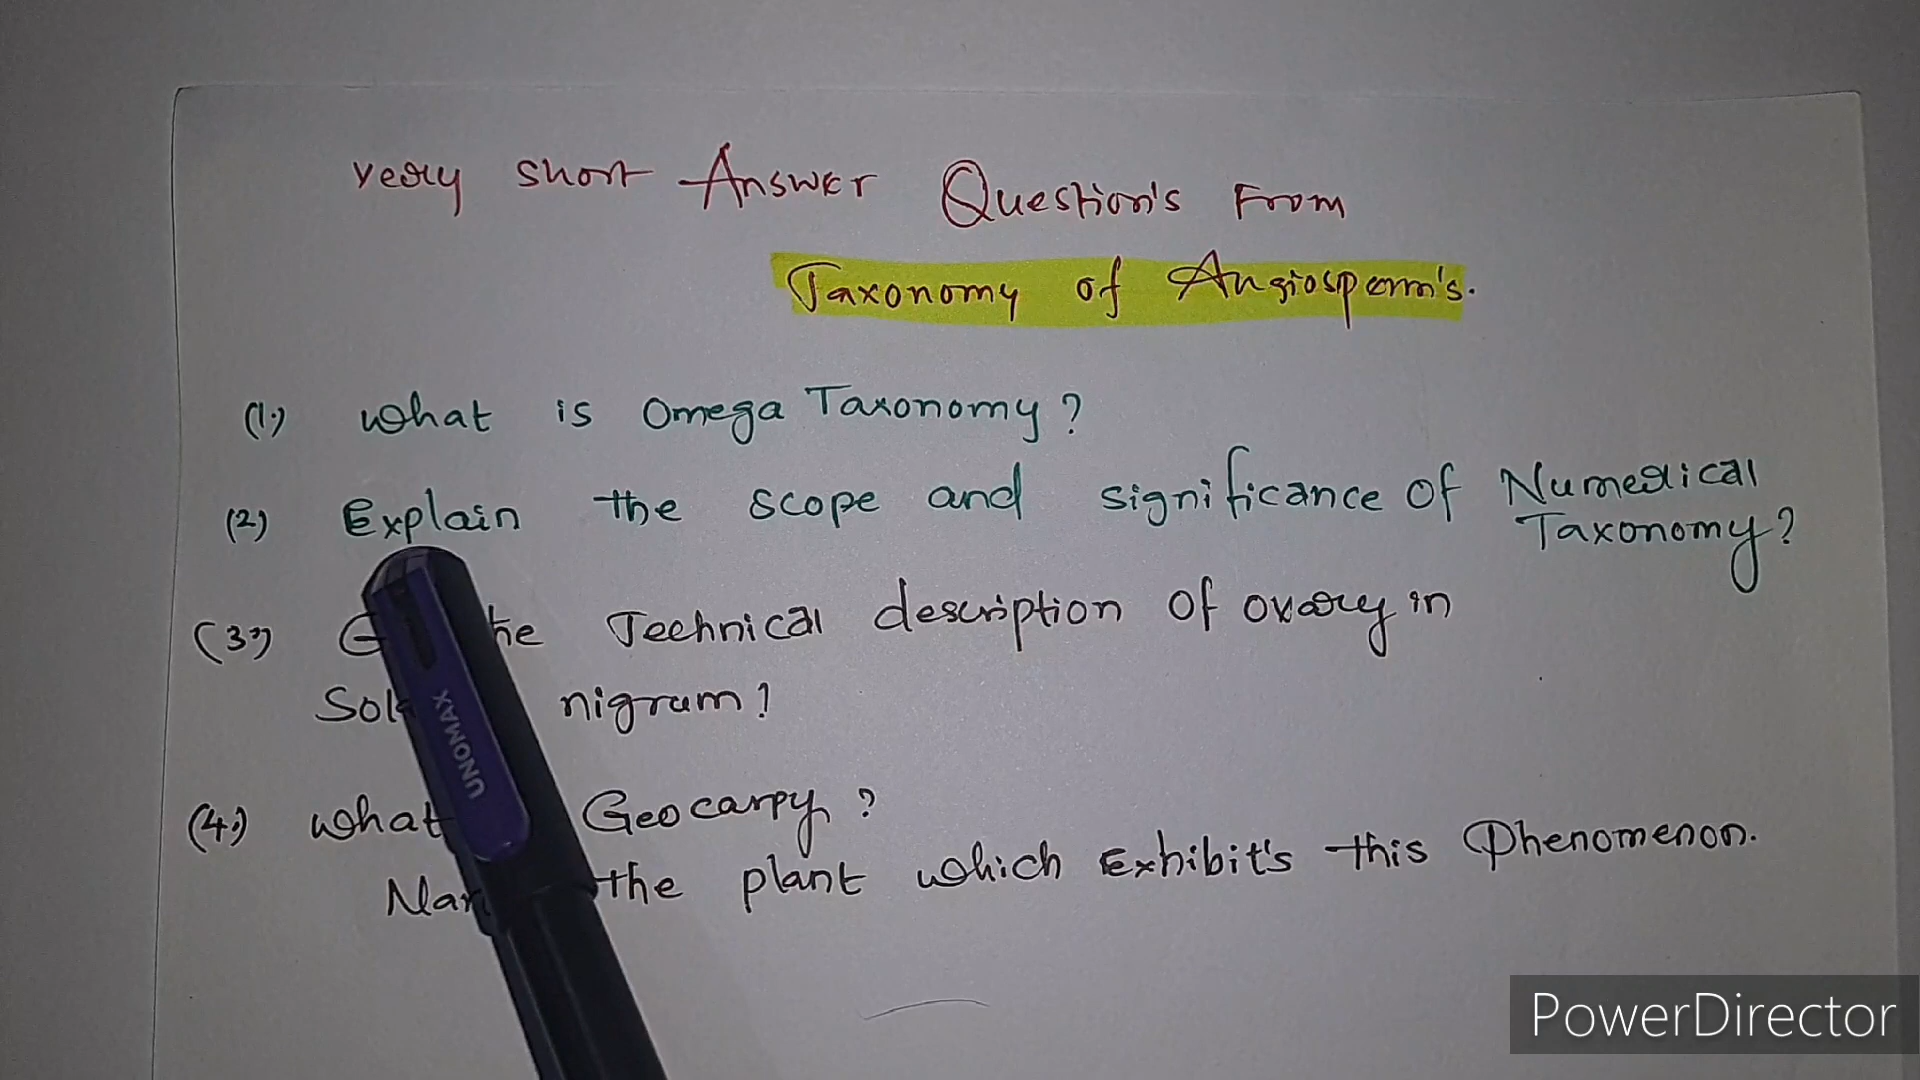 very short Answer Question's From
Taxonomy of Angiosperm's.
(1.) What is Omega Taxonomy?
(2) Explain the scope and significance of Numerical
Taxonomy?
(3) the Technical description of ovary in
nigrum?
(4.) what Geocarpy?
the plant which Exhibit's this Phenomenon.
UNOMAX
PowerDirector